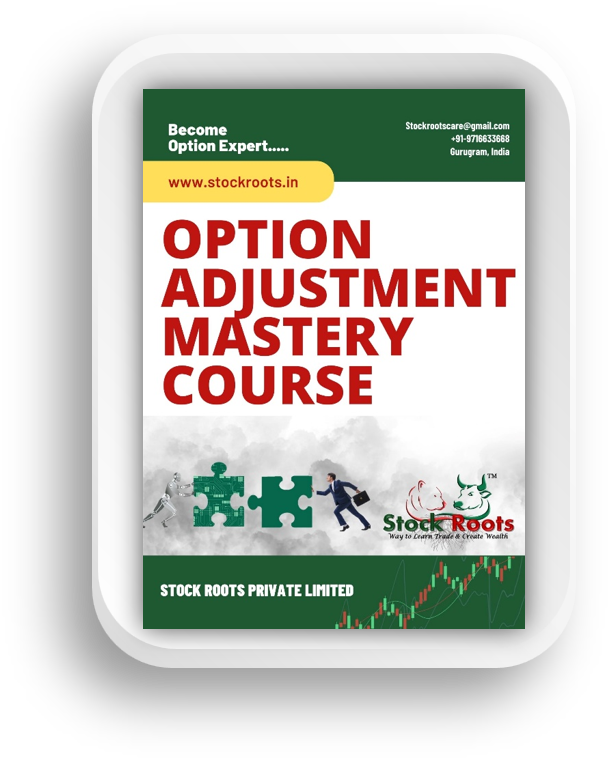 Become
Option Expert.....
Stockrootscare@gmail.com
+91-9716633668
Gurugram, India
www.stockroots.in
OPTION
ADJUSTMENT
MASTERY
COURSE
TM
Stock Roots
Way to Learn Trade & Create Wealth
STOCK ROOTS PRIVATE LIMITED